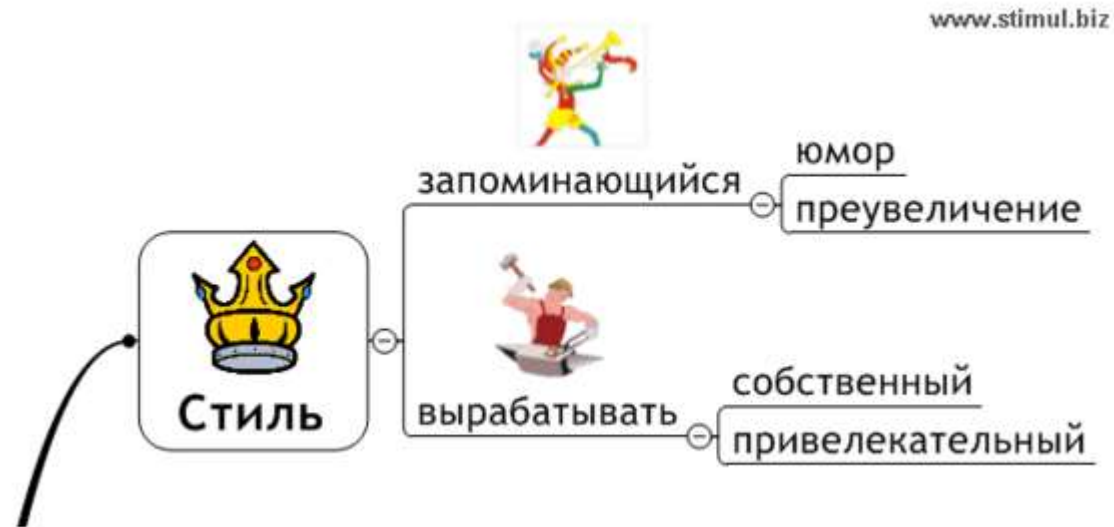 www.stimul.biz
запоминающийся
юмор
преувеличение
Стиль
вырабатывать
собственный
привелекательный